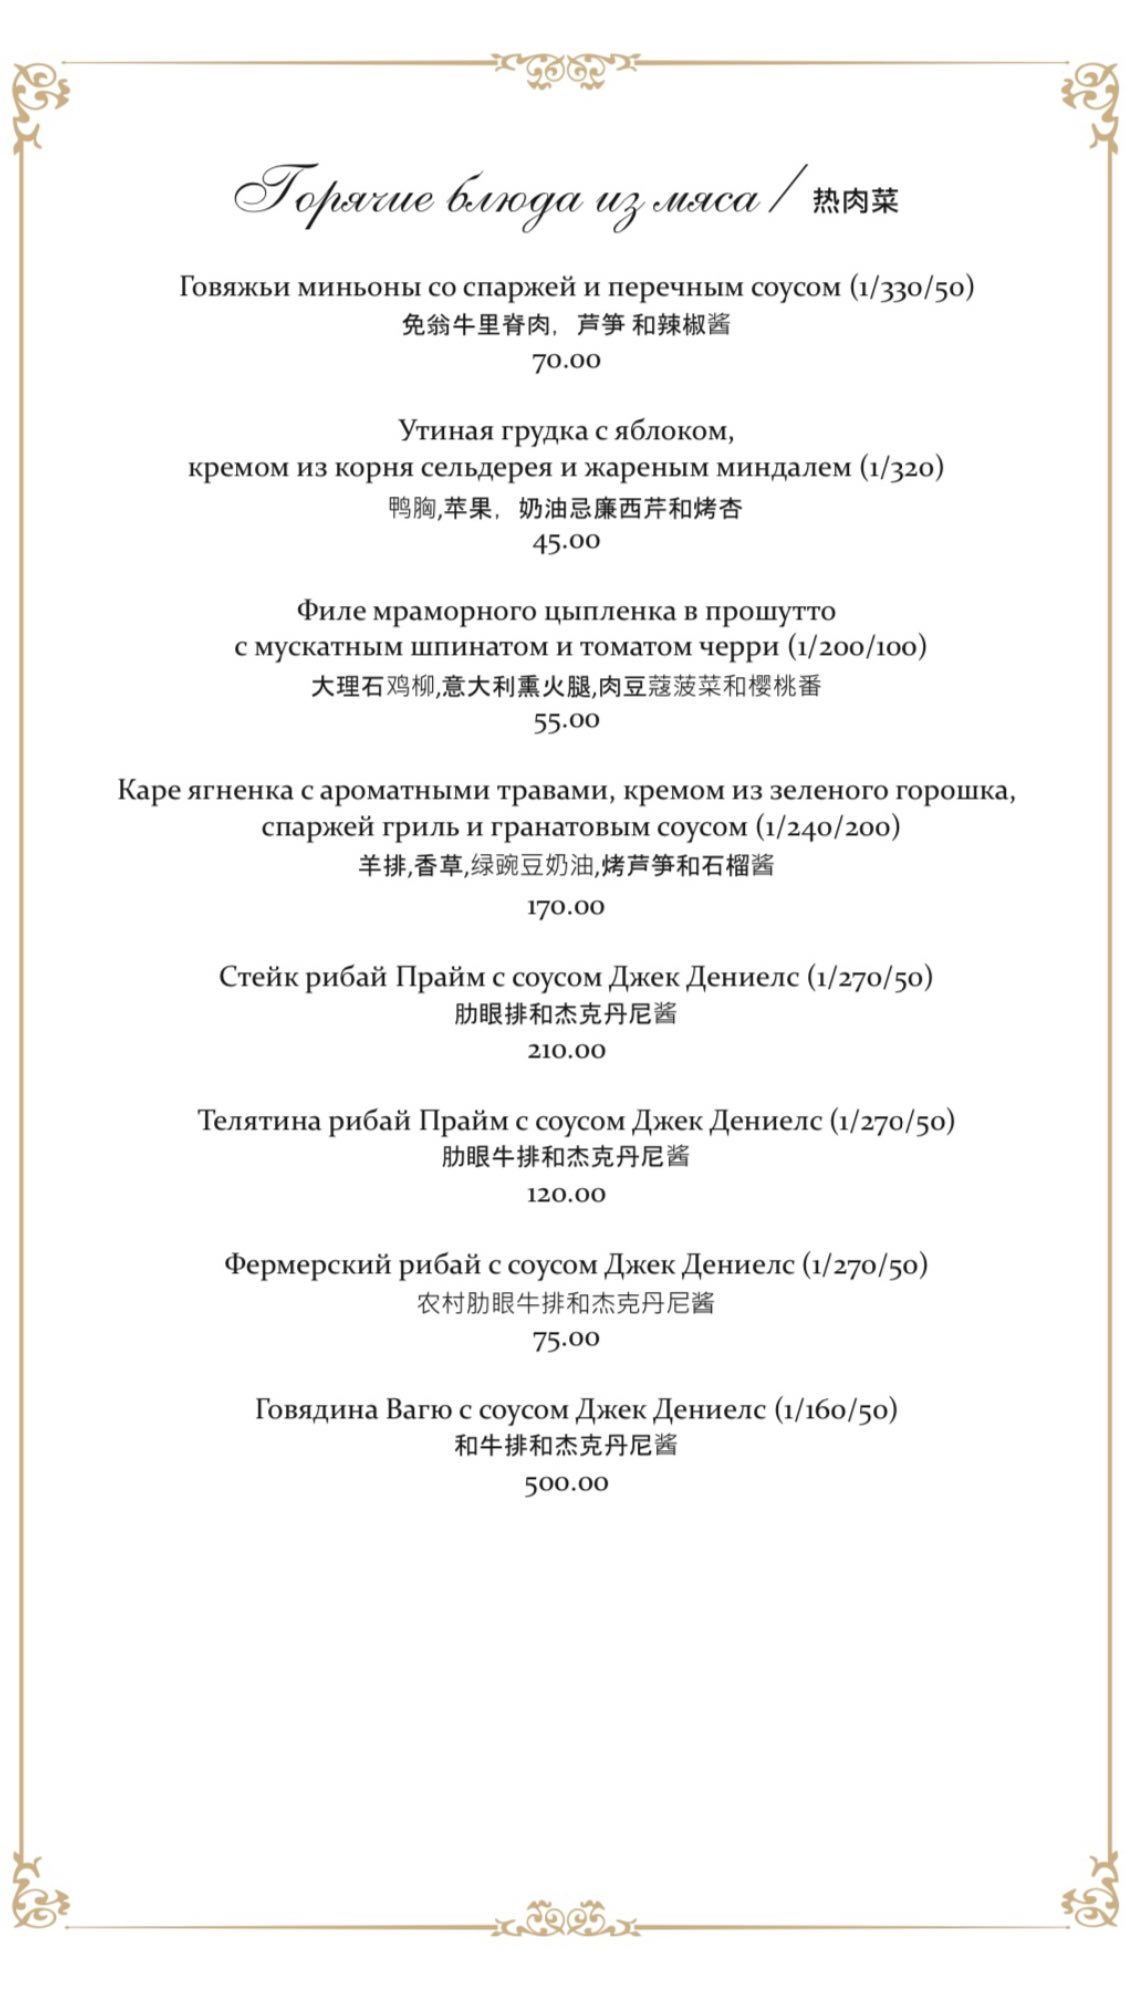 Горячие блюда из мяса / 热肉菜
Говяжьи миньоны со спаржей и перечным соусом (1/330/50)
免翁牛里脊肉，芦笋 和辣椒酱
70.00
Утиная грудка с яблоком,
кремом из корня сельдерея и жареным миндалем (1/320)
鸭胸,苹果，奶油忌廉西芹和烤杏
45.00
Филе мраморного цыпленка в прошутто
с мускатным шпинатом и томатом черри (1/200/100)
大理石鸡柳,意大利熏火腿,肉豆蔻菠菜和樱桃番
55.00
Каре ягненка с ароматными травами, кремом из зеленого горошка,
спаржей гриль и гранатовым соусом (1/240/200)
羊排,香草,绿豌豆奶油,烤芦笋和石榴酱
170.00
Стейк рибай Прайм с соусом Джек Дениелс (1/270/50)
肋眼排和杰克丹尼酱
210.00
Телятина рибай Прайм с соусом Джек Дениелс (1/270/50)
肋眼牛排和杰克丹尼酱
120.00
Фермерский рибай с соусом Джек Дениелс (1/270/50)
农村肋眼牛排和杰克丹尼酱
75.00
Говядина Вагю с соусом Джек Дениелс (1/160/50)
和牛排和杰克丹尼酱
500.00